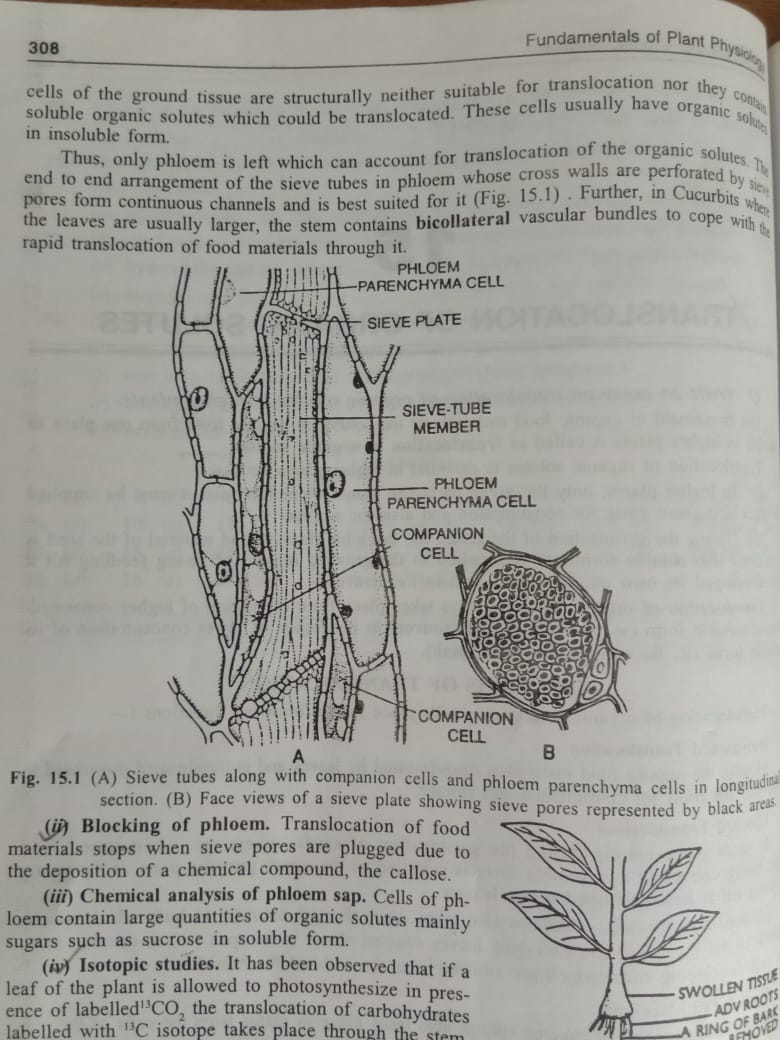 308
Fundamentals of Plant Physiology
cells of the ground tissue are structurally neither suitable for translocation nor they contain
soluble organic solutes which could be translocated. These cells usually have organic solutes
in insoluble form.
Thus, only phloem is left which can account for translocation of the organic solutes. The
end to end arrangement of the sieve tubes in phloem whose cross walls are perforated by sieve
pores form continuous channels and is best suited for it (Fig. 15.1) . Further, in Cucurbits where
the leaves are usually larger, the stem contains bicollateral vascular bundles to cope with the
rapid translocation of food materials through it.
PHLOEM
PARENCHYMA CELL
SIEVE PLATE
SIEVE-TUBE
MEMBER
PHLOEM
PARENCHYMA CELL
COMPANION
CELL
COMPANION
CELL
A
B
Fig. 15.1 (A) Sieve tubes along with companion cells and phloem parenchyma cells in longitudinal
section. (B) Face views of a sieve plate showing sieve pores represented by black areas
(ii) Blocking of phloem. Translocation of food
materials stops when sieve pores are plugged due to
the deposition of a chemical compound, the callose.
(iii) Chemical analysis of phloem sap. Cells of ph-
loem contain large quantities of organic solutes mainly
sugars such as sucrose in soluble form.
(iv) Isotopic studies. It has been observed that if a
leaf of the plant is allowed to photosynthesize in pres-
ence of labelled ¹³CO₂ the translocation of carbohydrates
labelled with ¹³C isotope takes place through the stem
SWOLLEN TISSUE
ADV ROOTS
A RING OF BARK
REMOVED